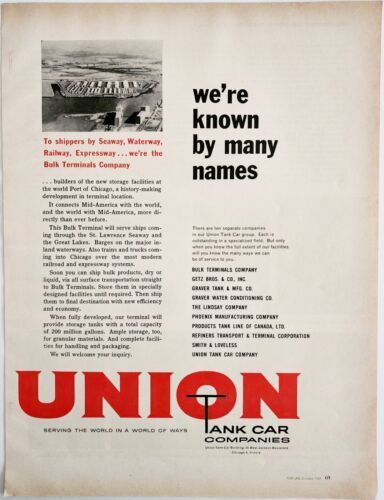 we're
known
by many
names
To shippers by Seaway, Waterway,
Railway, Expressway...we're the
Bulk Terminals Company
...builders of the new storage facilities at
the world Port of Chicago, a history-making
development in terminal location.
It connects Mid-America with the world,
and the world with Mid-America, more di-
rectly than ever before.
This Bulk Terminal will serve ships com-
ing through the St. Lawrence Seaway and
the Great Lakes. Barges on the major in-
land waterways. Also trains and trucks com-
ing into Chicago over the most modern
railroad and expressway systems.
Soon you can ship bulk products, dry or
liquid, via all surface transportation straight
to Bulk Terminals. Store them in specially
designed facilities until required. Then ship
them to final destination with new efficiency
and economy.
When fully developed, our terminal will
provide storage tanks with a total capacity
of 200 million gallons. Ample storage, too,
for granular materials. And complete facili-
ties for handling and packaging.
We will welcome your inquiry.
There are ten separate companies
in our Union Tank Car group. Each is
outstanding in a specialized field. But only
when you know the full extent of our facilities
will you know the many ways we can
be of service to you.
BULK TERMINALS COMPANY
GETZ BROS. & CO., INC.
GRAVER TANK & MFG. CO.
GRAVER WATER CONDITIONING CO.
THE LINDSAY COMPANY
PHOENIX MANUFACTURING COMPANY
PRODUCTS TANK LINE OF CANADA, LTD.
REFINERS TRANSPORT & TERMINAL CORPORATION
SMITH & LOVELESS
UNION TANK CAR COMPANY
UNION
TANK CAR
COMPANIES
SERVING THE WORLD IN A WORLD OF WAYS
Union Tank Car Building, West Jackson Boulevard
Chicago 4, Illinois